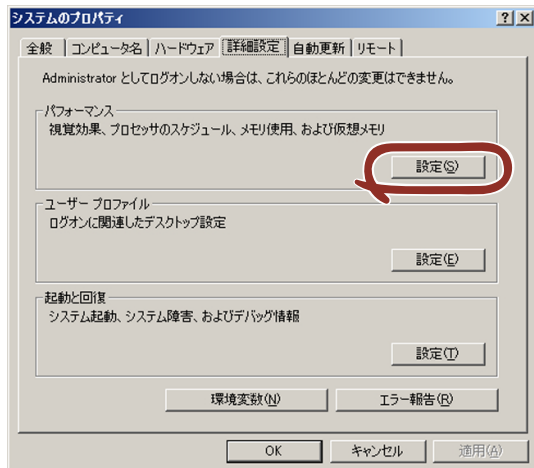 システムのプロパティ
全般 コンピュータ名 ハードウェア 詳細設定 自動更新 リモート
Administrator としてログオンしない場合は、これらのほとんどの変更はできません。
パフォーマンス
視覚効果、プロセッサのスケジュール、メモリ使用、および仮想メモリ
設定(S)
ユーザー プロファイル
ログオンに関連したデスクトップ設定
設定(E)
起動と回復
システム起動、システム障害、およびデバッグ情報
設定(T)
環境変数(N) エラー報告(R)
OK キャンセル 適用(A)